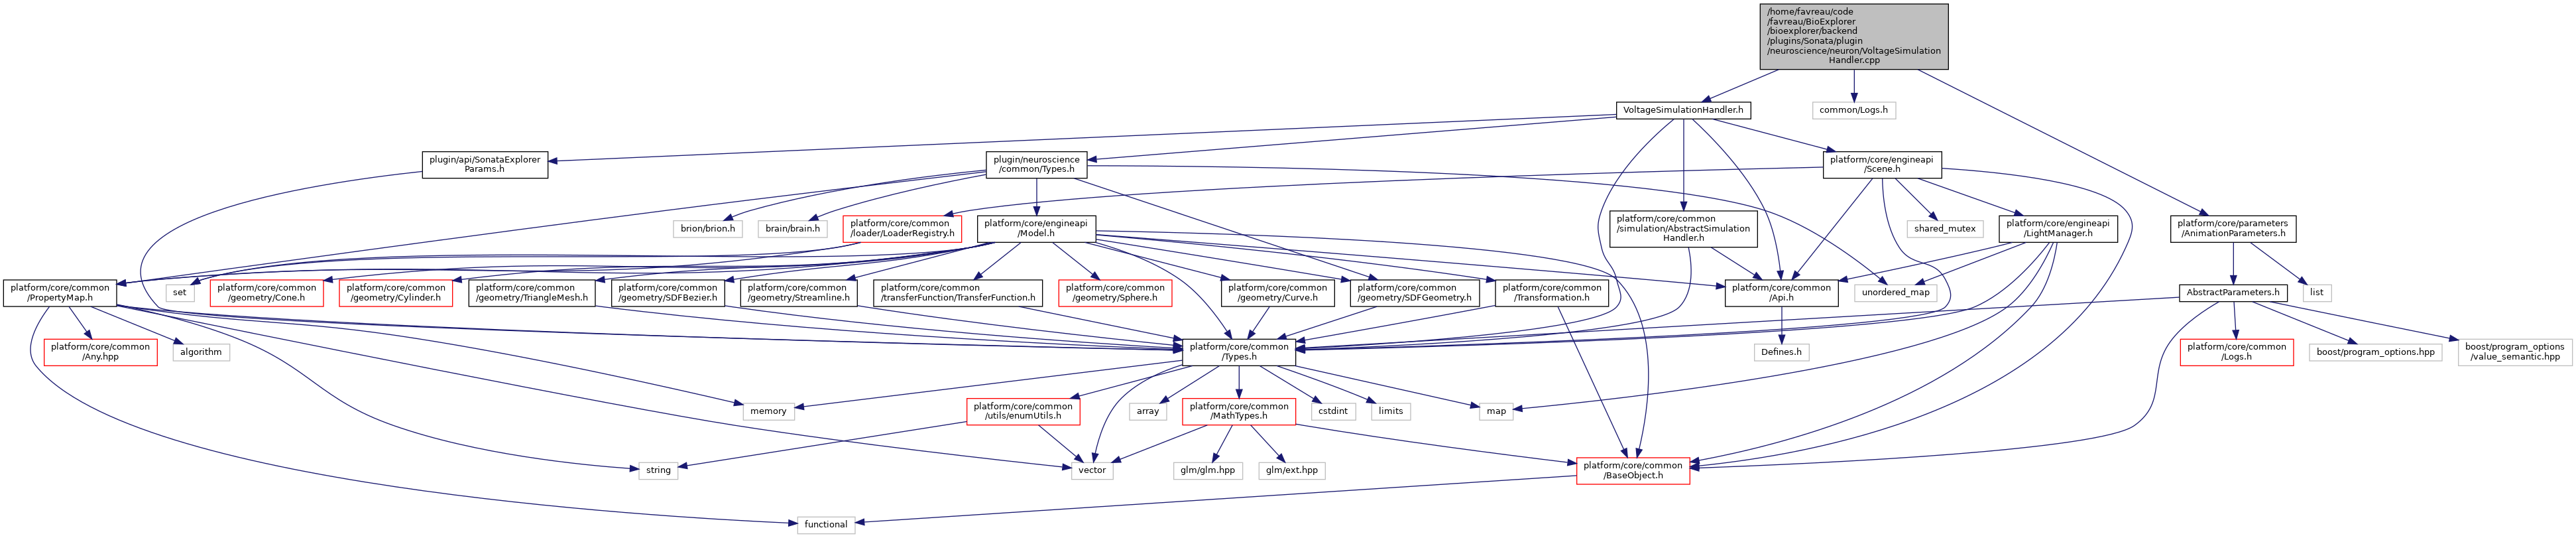 /home/favreau/code
/favreau/BioExplorer
/bioexplorer/backend
/plugins/Sonata/plugin
/neuroscience/neuron/VoltageSimulation
Handler.cpp
VoltageSimulationHandler.h
common/Logs.h
plugin/api/SonataExplorer
Params.h
plugin/neuroscience
/common/Types.h
platform/core/engineapi
/Scene.h
brion/brion.h
brain/brain.h
platform/core/common
/loader/LoaderRegistry.h
platform/core/engineapi
/Model.h
platform/core/common
/simulation/AbstractSimulation
Handler.h
shared_mutex
platform/core/engineapi
/LightManager.h
platform/core/parameters
/AnimationParameters.h
platform/core/common
/PropertyMap.h
set
platform/core/common
/geometry/Cone.h
platform/core/common
/geometry/Cylinder.h
platform/core/common
/geometry/TriangleMesh.h
platform/core/common
/geometry/SDFBezier.h
platform/core/common
/geometry/Streamline.h
platform/core/common
/transferFunction/TransferFunction.h
platform/core/common
/geometry/Sphere.h
platform/core/common
/geometry/Curve.h
platform/core/common
/geometry/SDFGeometry.h
platform/core/common
/Transformation.h
platform/core/common
/Api.h
unordered_map
AbstractParameters.h
list
platform/core/common
/Any.hpp
algorithm
platform/core/common
/Types.h
Defines.h
platform/core/common
/Logs.h
boost/program_options.hpp
boost/program_options
/value_semantic.hpp
memory
platform/core/common
/utils/enumUtils.h
array
platform/core/common
/MathTypes.h
cstdint
limits
map
string
vector
glm/glm.hpp
glm/ext.hpp
platform/core/common
/BaseObject.h
functional